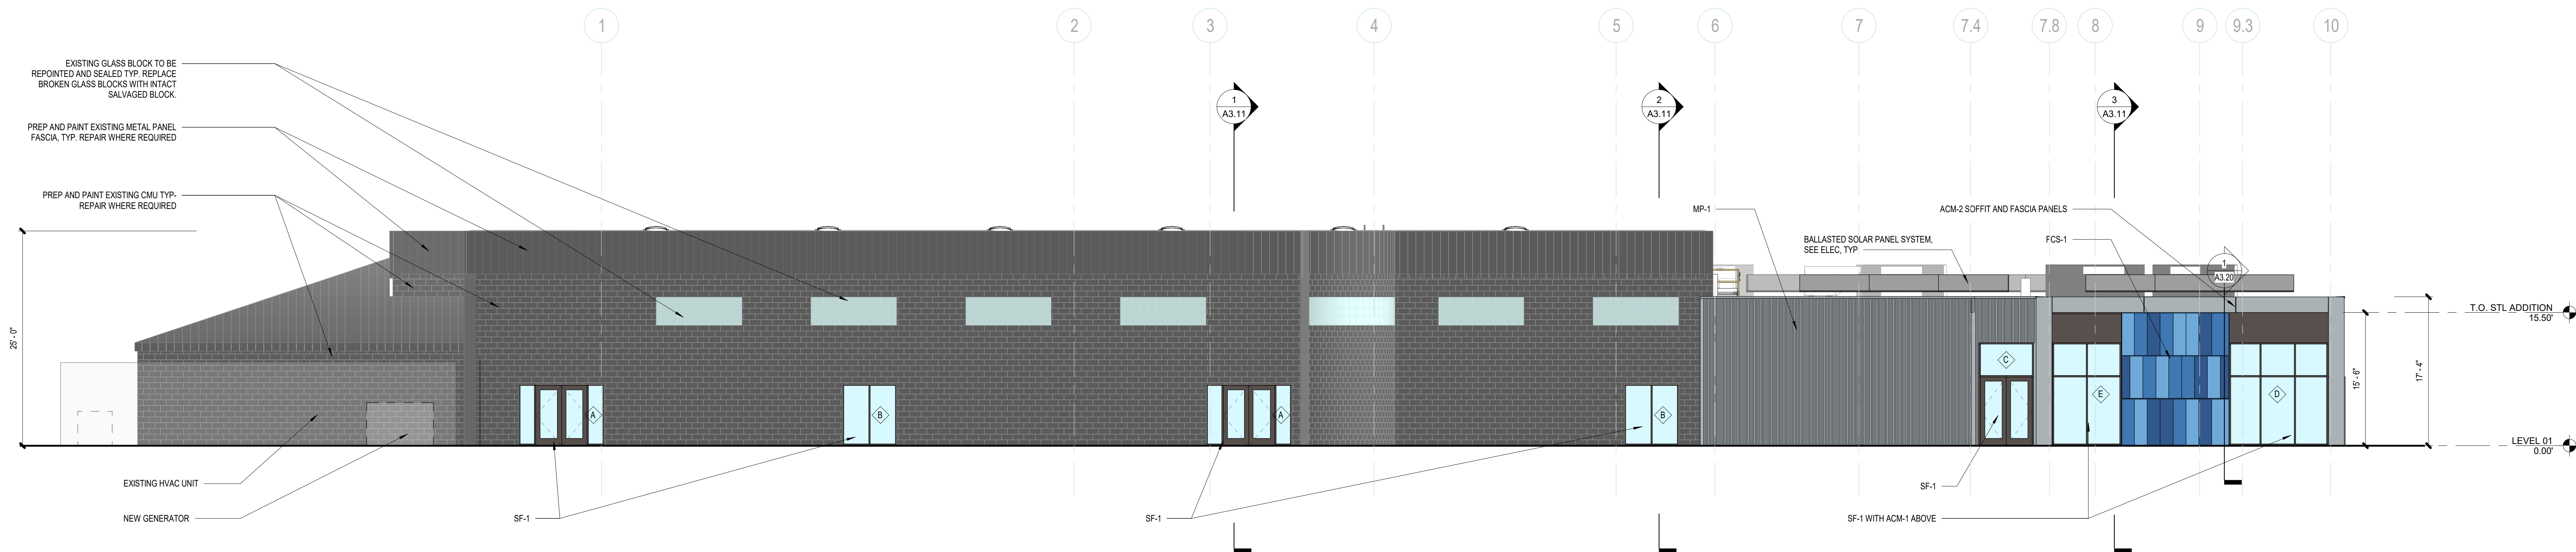 1
2
3
4
5
6
7
7.4
7.8
8
9
9.3
10
EXISTING GLASS BLOCK TO BE
REPOINTED AND SEALED TYP. REPLACE
BROKEN GLASS BLOCKS WITH INTACT
SALVAGED BLOCK.
1
A3.11
2
A3.11
3
A3.11
PREP AND PAINT EXISTING METAL PANEL
FASCIA, TYP. REPAIR WHERE REQUIRED
PREP AND PAINT EXISTING CMU TYP-
REPAIR WHERE REQUIRED
MP-1
ACM-2 SOFFIT AND FASCIA PANELS
BALLASTED SOLAR PANEL SYSTEM,
SEE ELEC, TYP
FCS-1
1
A3.20
T.O. STL ADDITION
15.50'
25' - 0"
15' - 6"
17' - 4"
C
A
B
A
B
E
D
LEVEL 01
0.00'
EXISTING HVAC UNIT
NEW GENERATOR
SF-1
SF-1
SF-1
SF-1 WITH ACM-1 ABOVE